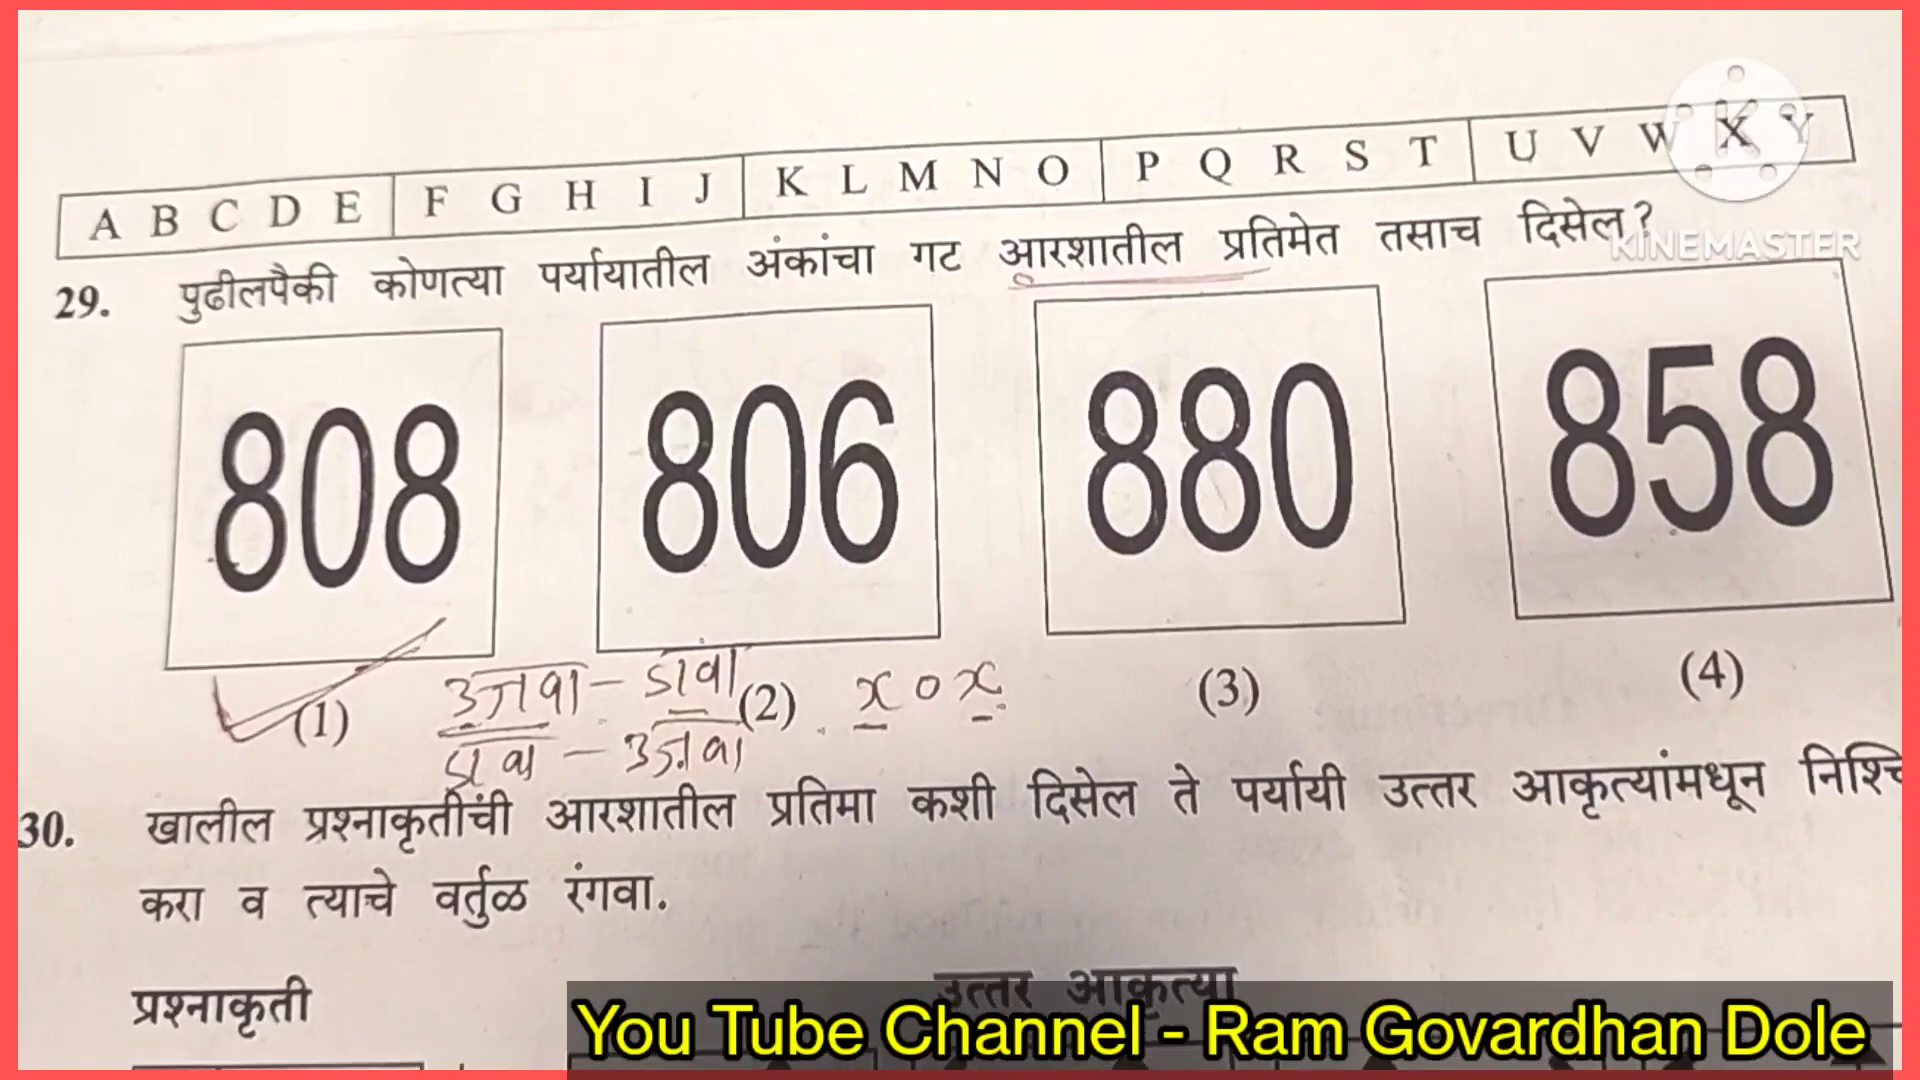 A B C D E F G H I J K L M N O P Q R S T U V W X Y
KINEMASTER
29. पुढीलपैकी कोणत्या पर्यायातील अंकांचा गट आरशातील प्रतिमेत तसाच दिसेल?
808 806 880 858
(1) (2) (3) (4)
उजवा – डावा x o x
डावा – उजवा
30. खालील प्रश्नाकृतींची आरशातील प्रतिमा कशी दिसेल ते पर्यायी उत्तर आकृत्यांमधून
करा व त्याचे वर्तुळ रंगवा.
प्रश्नाकृती उत्तर आकृत्या
You Tube Channel - Ram Govardhan Dole